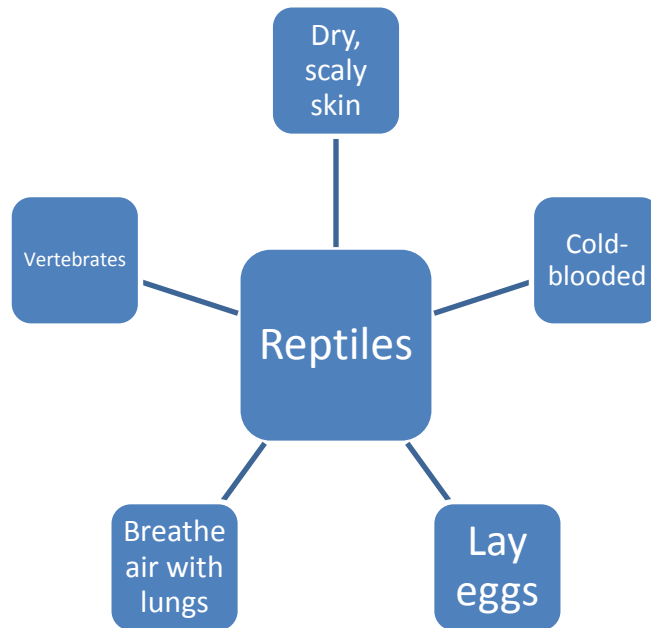 Dry,
scaly
skin
Vertebrates
Cold-
blooded
Reptiles
Breathe
air with
lungs
Lay
eggs